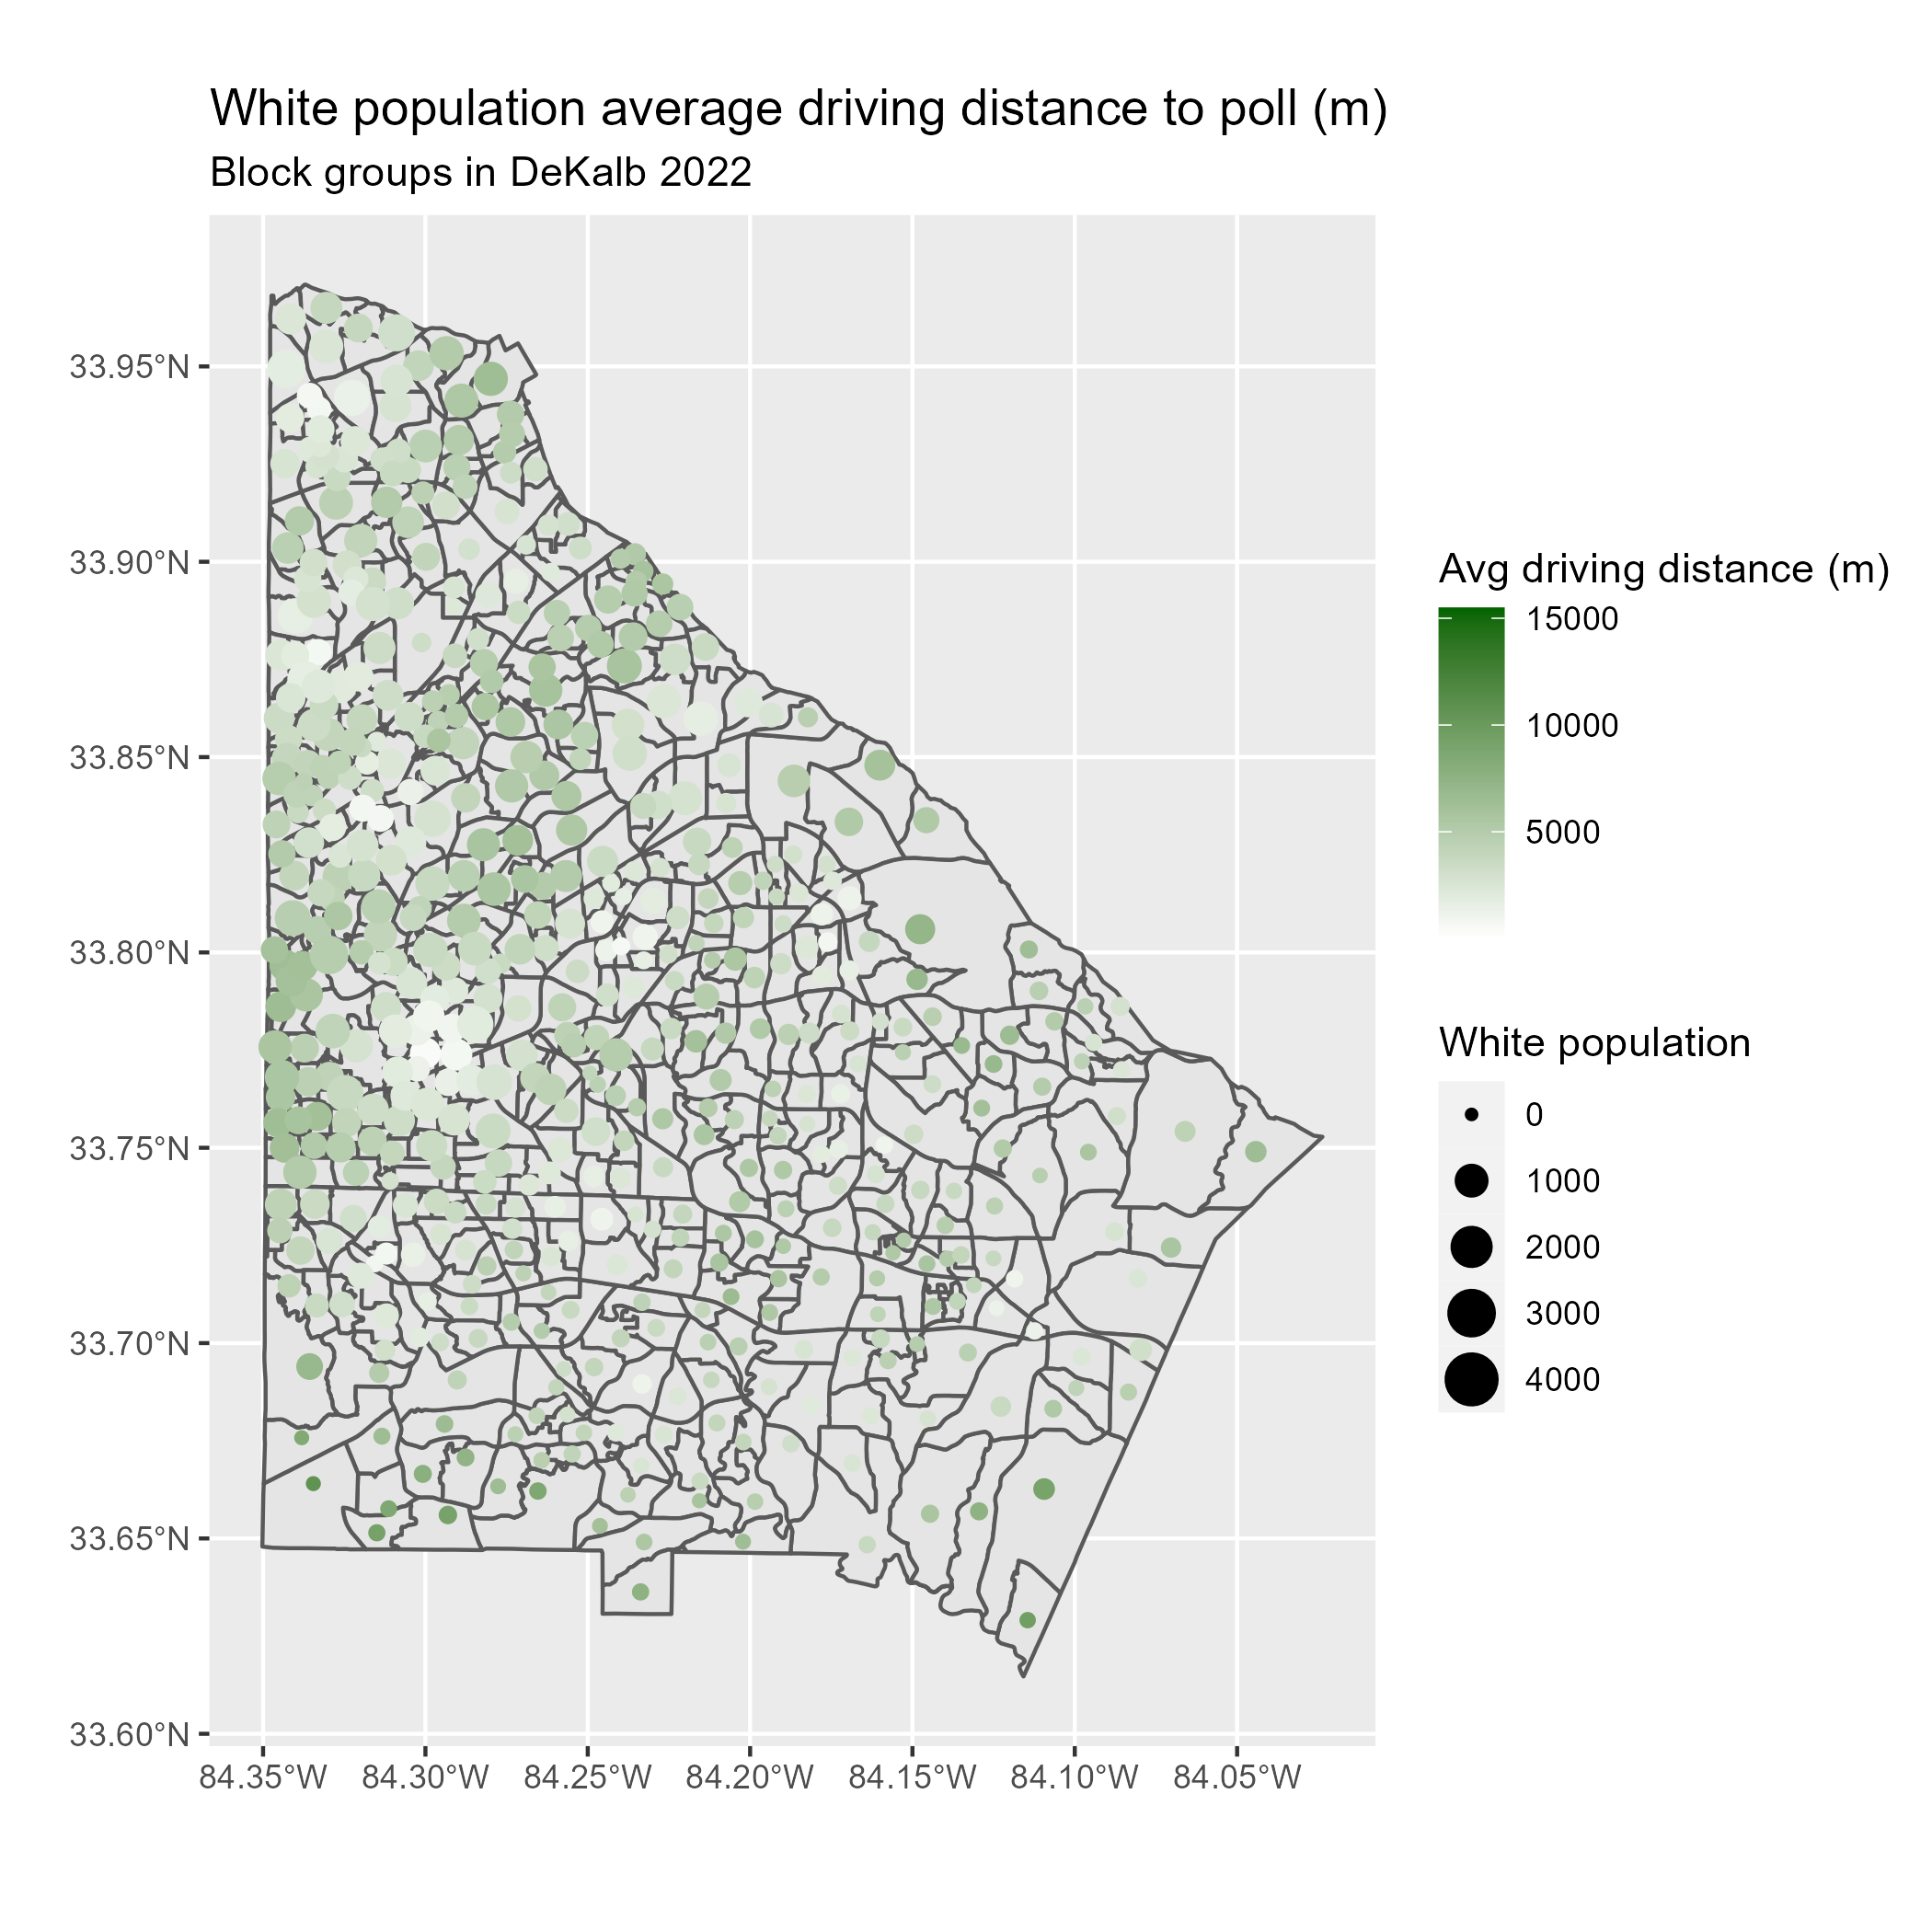 White population average driving distance to poll (m)
Block groups in DeKalb 2022
33.95°N
33.90°N
33.85°N
33.80°N
33.75°N
33.70°N
33.65°N
33.60°N
84.35°W 84.30°W 84.25°W 84.20°W 84.15°W 84.10°W 84.05°W
Avg driving distance (m)
15000
10000
5000
White population
0
1000
2000
3000
4000